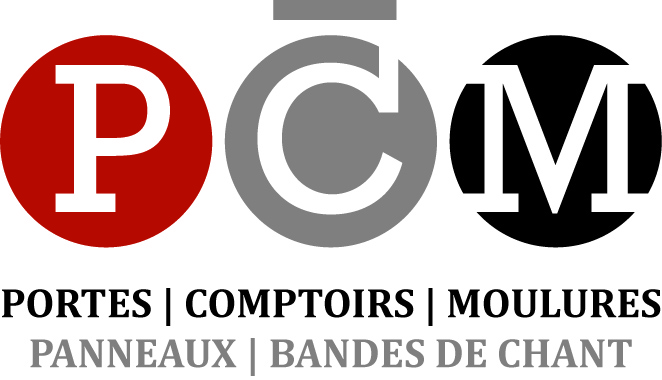 PCM
PORTES | COMPTOIRS | MOULURES
PANNEAUX | BANDES DE CHANT